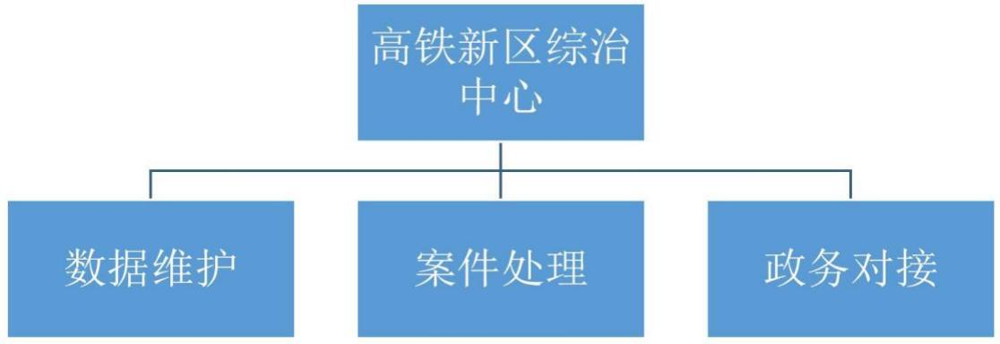 高铁新区综治
中心
数据维护
案件处理
政务对接